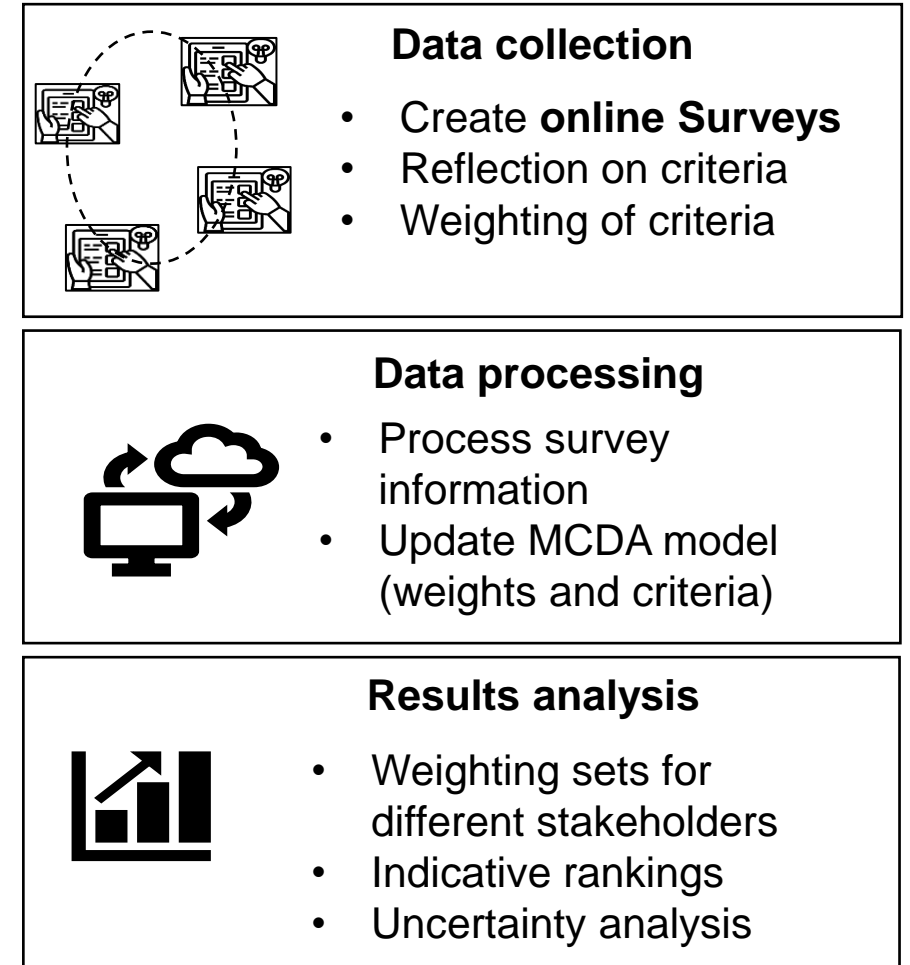 Data collection
• Create online Surveys
• Reflection on criteria
• Weighting of criteria
Data processing
• Process survey
information
• Update MCDA model
(weights and criteria)
Results analysis
• Weighting sets for
different stakeholders
• Indicative rankings
• Uncertainty analysis